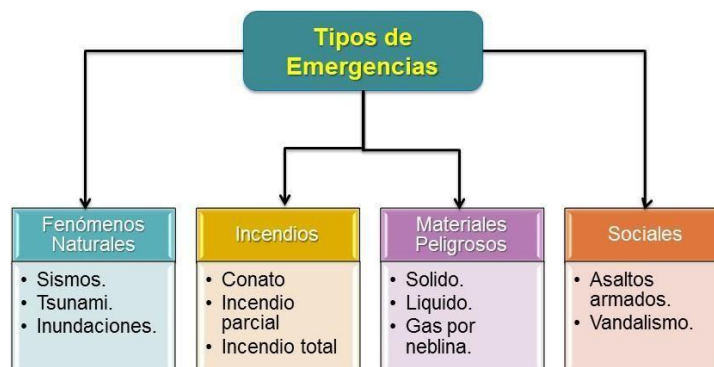 Tipos de
Emergencias
Fenómenos
Naturales
• Sismos.
• Tsunami.
• Inundaciones.
Incendios
• Conato
• Incendio
parcial
• Incendio total
Materiales
Peligrosos
• Solido.
• Liquido.
• Gas por
neblina.
Sociales
• Asaltos
armados.
• Vandalismo.